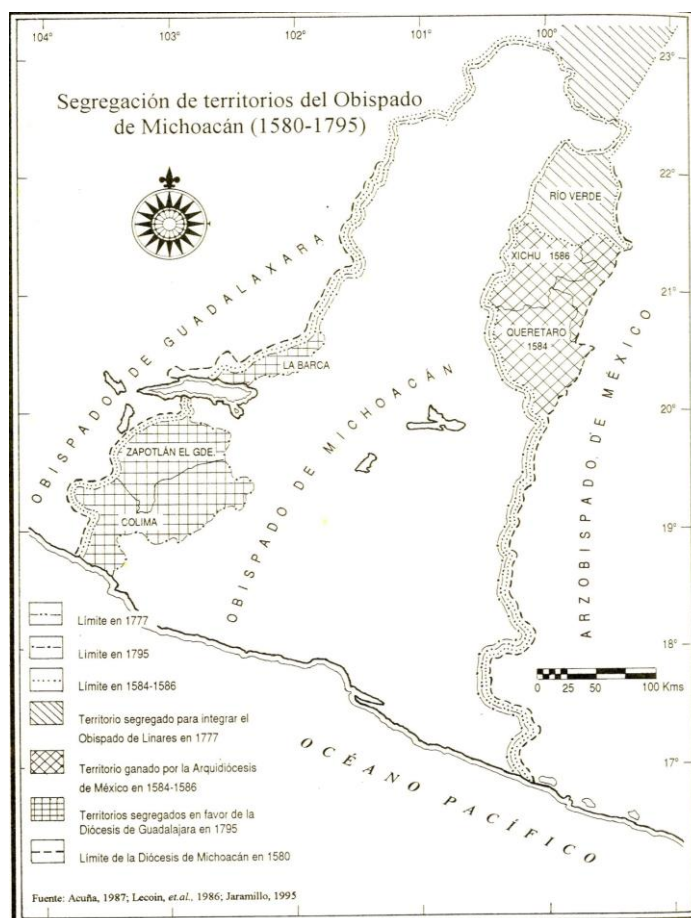 104°
103°
102°
101°
100°
Segregación de territorios del Obispado
de Michoacán (1580-1795)
23°
22°
21°
20°
19°
18°
17°
RÍO VERDE
XICHU 1586
QUERETARO
1584
LA BARCA
ZAPOTLÁN EL GDE.
COLIMA
OBISPADO DE GUADALAXARA
OBISPADO DE MICHOACÁN
ARZOBISPADO DE MÉXICO
OCÉANO PACÍFICO
0 25 50 100 Kms
Límite en 1777
Límite en 1795
Límite en 1584-1586
Territorio segregado para integrar el
Obispado de Linares en 1777
Territorio ganado por la Arquidiócesis
de México en 1584-1586
Territorios segregados en favor de la
Diócesis de Guadalajara en 1795
Límite de la Diócesis de Michoacán en 1580
Fuente: Acuña, 1987; Lecoin, et.al., 1986; Jaramillo, 1995